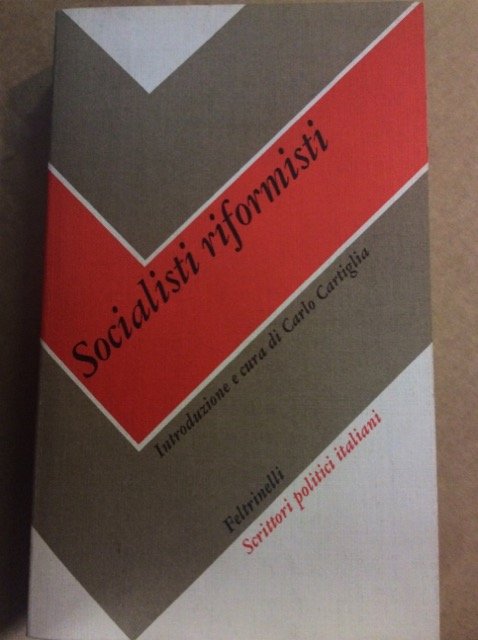 Socialisti riformisti
Introduzione e cura di Carlo Cartiglia
Feltrinelli
Scrittori politici italiani